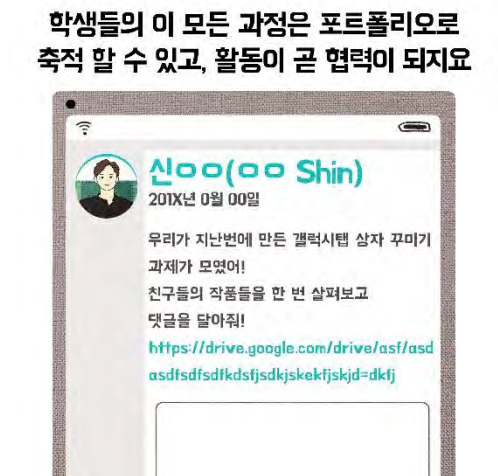 학생들의 이 모든 과정은 포트폴리오로
축적 할 수 있고, 활동이 곧 협력이 되지요
신ㅇㅇ(ㅇㅇ Shin)
201X년 0월 00일
우리가 지난번에 만든 갤럭시탭 상자 꾸미기
과제가 모였어!
친구들의 작품들을 한 번 살펴보고
댓글을 달아줘!
https://drive.google.com/drive/asf/asd
asdfsdfsdfkdsfjsdkjskekfjskjd=dkfj